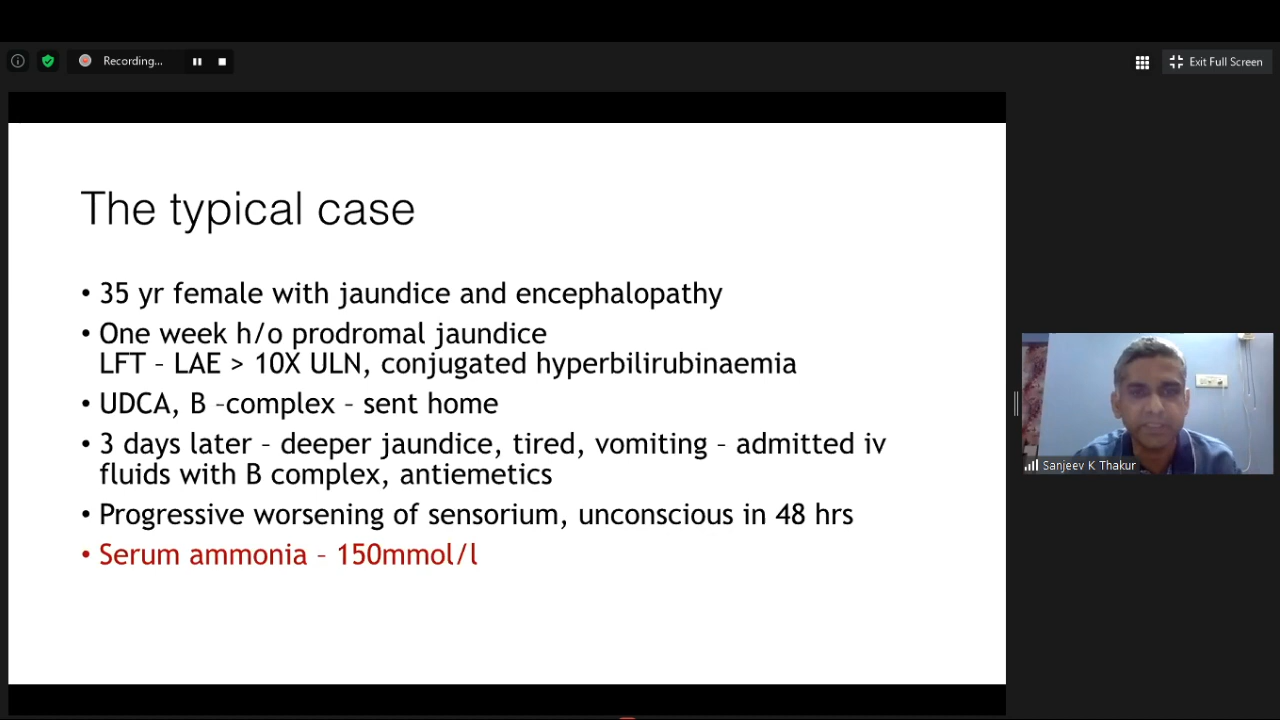 Recording...
Exit Full Screen
The typical case
• 35 yr female with jaundice and encephalopathy
• One week h/o prodromal jaundice
LFT – LAE > 10X ULN, conjugated hyperbilirubinaemia
• UDCA, B –complex – sent home
• 3 days later – deeper jaundice, tired, vomiting – admitted iv
fluids with B complex, antiemetics
• Progressive worsening of sensorium, unconscious in 48 hrs
• Serum ammonia – 150mmol/l
Sanjeev K Thakur